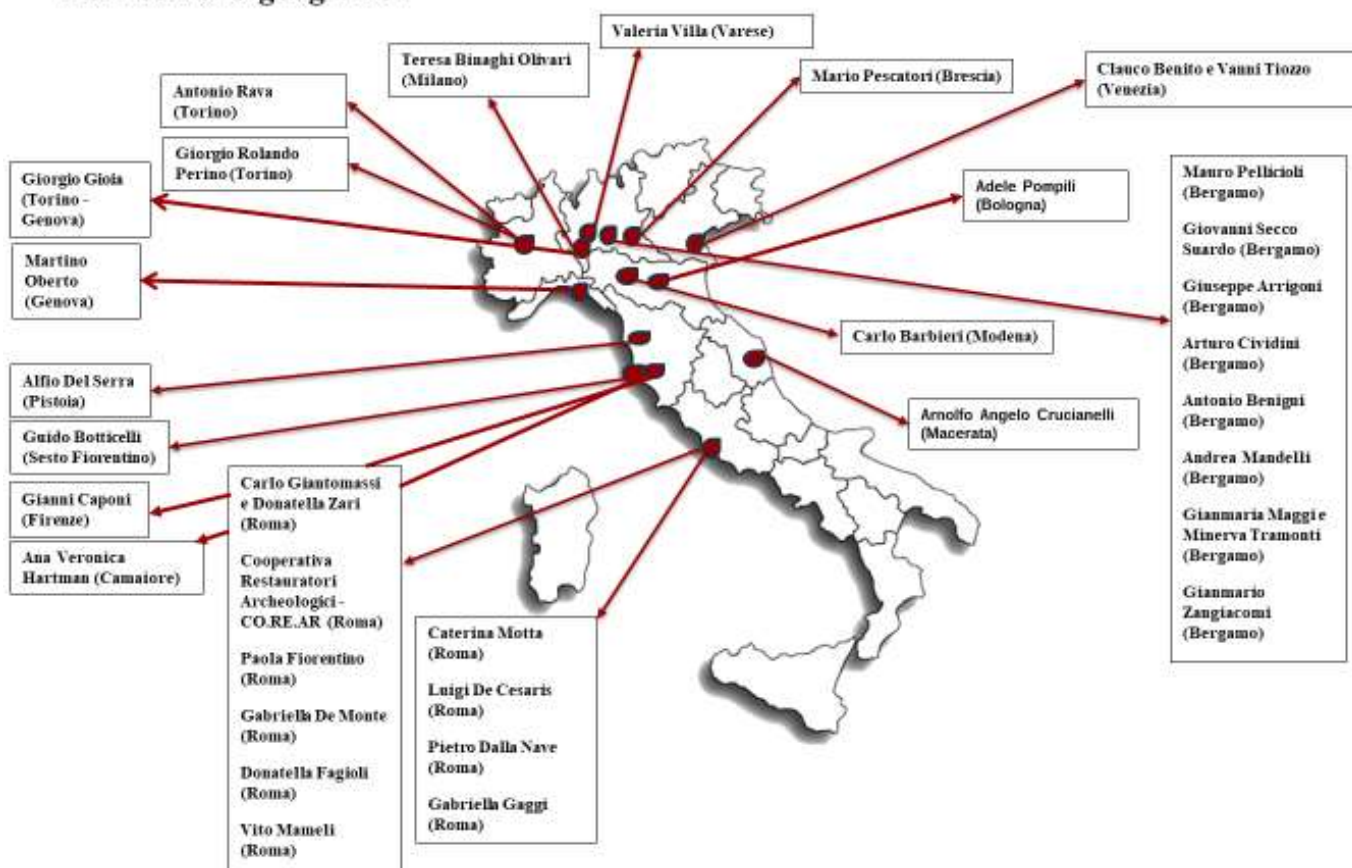 Valeria Villa (Varese)
Teresa Binaghi Olivari
(Milano)
Mario Pescatori (Brescia)
Clauco Benito e Vanni Tiozzo
(Venezia)
Antonio Rava
(Torino)
Giorgio Rolando
Perino (Torino)
Giorgio Gioia
(Torino -
Genova)
Martino
Oberto
(Genova)
Adele Pompili
(Bologna)
Mauro Pellicioli
(Bergamo)
Giovanni Secco
Suardo (Bergamo)
Giuseppe Arrigoni
(Bergamo)
Arturo Cividini
(Bergamo)
Antonio Benigni
(Bergamo)
Andrea Mandelli
(Bergamo)
Gianmaria Maggi e
Minerva Tramonti
(Bergamo)
Gianmario
Zangiacomi
(Bergamo)
Carlo Barbieri (Modena)
Arnolfo Angelo Crucianelli
(Macerata)
Alfio Del Serra
(Pistoia)
Guido Botticelli
(Sesto Fiorentino)
Gianni Caponi
(Firenze)
Ana Veronica
Hartman (Camaiore)
Carlo Giantomassi
e Donatella Zari
(Roma)
Cooperativa
Restauratori
Archeologici -
CO.RE.AR (Roma)
Paola Fiorentino
(Roma)
Gabriella De Monte
(Roma)
Donatella Fagioli
(Roma)
Vito Mameli
(Roma)
Caterina Motta
(Roma)
Luigi De Cesaris
(Roma)
Pietro Dalla Nave
(Roma)
Gabriella Gaggi
(Roma)